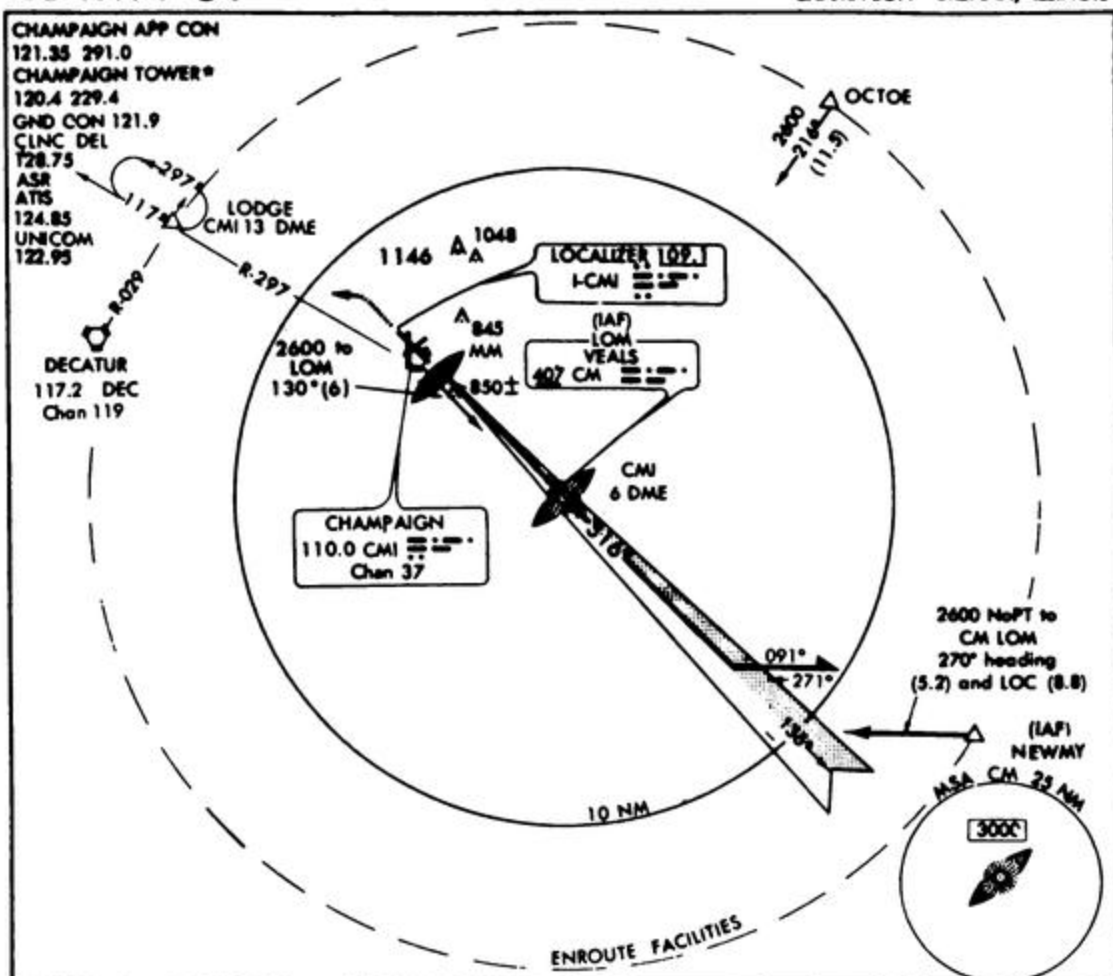 CHAMPAIGN APP CON
121.35 291.0
CHAMPAIGN TOWER*
120.4 229.4
GND CON 121.9
CLNC DEL
128.75
ASR
ATIS
124.85
UNICOM
122.95
OCTOE
2600
216°
(11.5)
297°
117°
LODGE
CMI 13 DME
R-297
R-029
DECATUR
117.2 DEC
Chan 119
1146
1048
LOCALIZER 109.1
I-CMI
845
MM
(IAF)
LOM
VEALS
407 CM
2600 to
LOM
130° (6)
850±
CMI
6 DME
CHAMPAIGN
110.0 CMI
Chan 37
316°
091°
271°
136°
2600 NoPT to
CM LOM
270° heading
(5.2) and LOC (8.8)
(IAF)
NEWMY
10 NM
MSA CM 25 NM
3000
ENROUTE FACILITIES